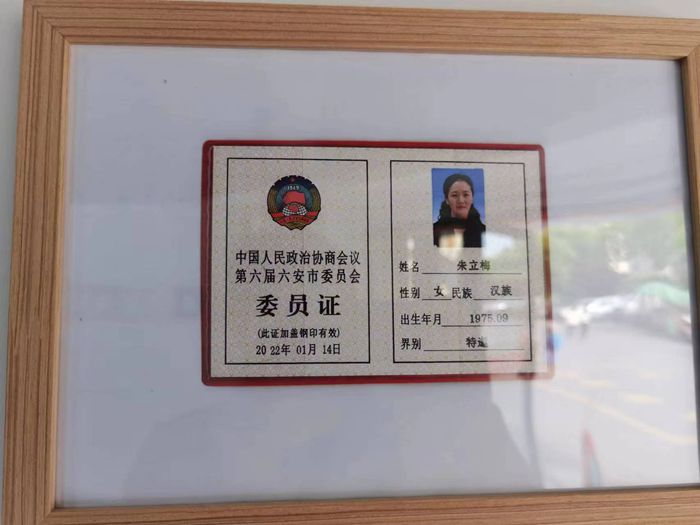 1949
中国人民政治协商会议
第六届六安市委员会
委员证
(此证加盖钢印有效)
2022年 01月 14日
姓名 朱立梅
性别 女 民族 汉族
出生年月 1975.09
界别 特邀